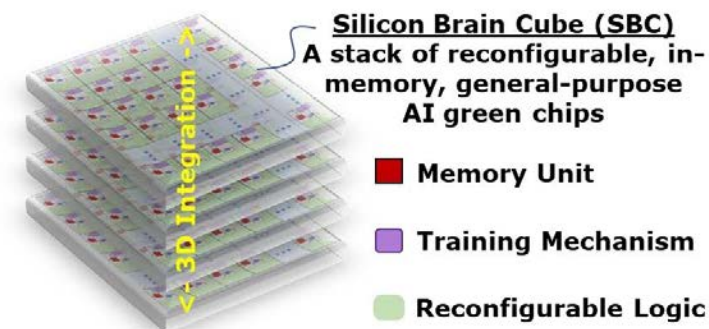 Silicon Brain Cube (SBC)
A stack of reconfigurable, in-
memory, general-purpose
AI green chips
<- 3D Integration ->
Memory Unit
Training Mechanism
Reconfigurable Logic